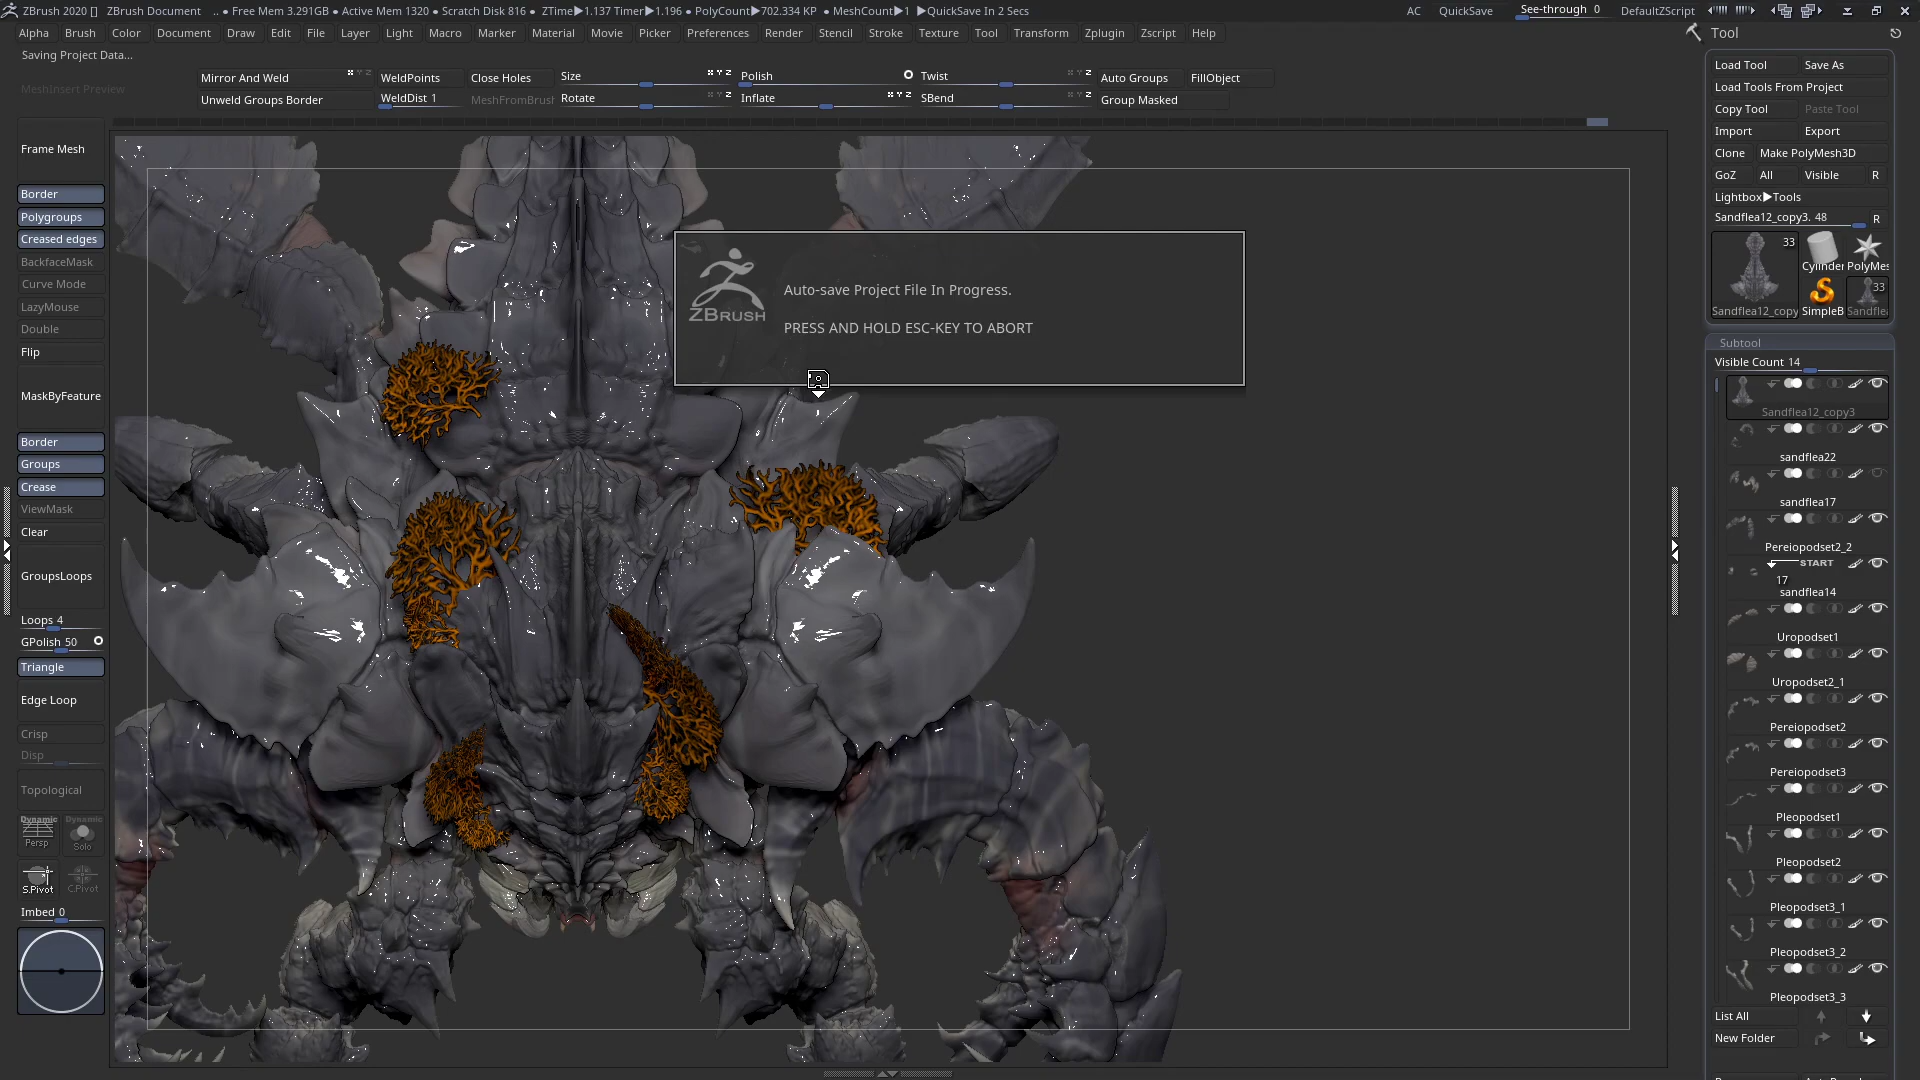 ZBrush 2020 [] ZBrush Document .. • Free Mem 3.291GB • Active Mem 1320 • Scratch Disk 816 • ZTime▶1.137 Timer▶1.196 • PolyCount▶702.334 KP • MeshCount▶1 ▶QuickSave In 2 Secs AC QuickSave See-through 0 DefaultZScript
Alpha Brush Color Document Draw Edit File Layer Light Macro Marker Material Movie Picker Preferences Render Stencil Stroke Texture Tool Transform Zplugin Zscript Help
Saving Project Data...
MeshInsert Preview
Mirror And Weld WeldPoints Close Holes Size Polish Twist Auto Groups FillObject
Unweld Groups Border WeldDist 1 MeshFromBrush Rotate Inflate SBend Group Masked
Frame Mesh
Border
Polygroups
Creased edges
BackfaceMask
Curve Mode
LazyMouse
Double
Flip
MaskByFeature
Border
Groups
Crease
ViewMask
Clear
GroupsLoops
Loops 4
GPolish 50
Triangle
Edge Loop
Crisp
Disp
Topological
Dynamic Dynamic
Persp Solo
S.Pivot C.Pivot
Imbed 0
ZBRUSH
Auto-save Project File In Progress.
PRESS AND HOLD ESC-KEY TO ABORT
Tool
Load Tool Save As
Load Tools From Project
Copy Tool Paste Tool
Import Export
Clone Make PolyMesh3D
GoZ All Visible R
Lightbox▶Tools
Sandflea12_copy3. 48 R
33
Cylinder PolyMes
33
Sandflea12_copy SimpleB Sandflea
Subtool
Visible Count 14
Sandflea12_copy3
sandflea22
sandflea17
Pereiopodset2_2
START
17
sandflea14
Uropodset1
Uropodset2_1
Pereiopodset2
Pereiopodset3
Pleopodset1
Pleopodset2
Pleopodset3_1
Pleopodset3_2
Pleopodset3_3
List All
New Folder